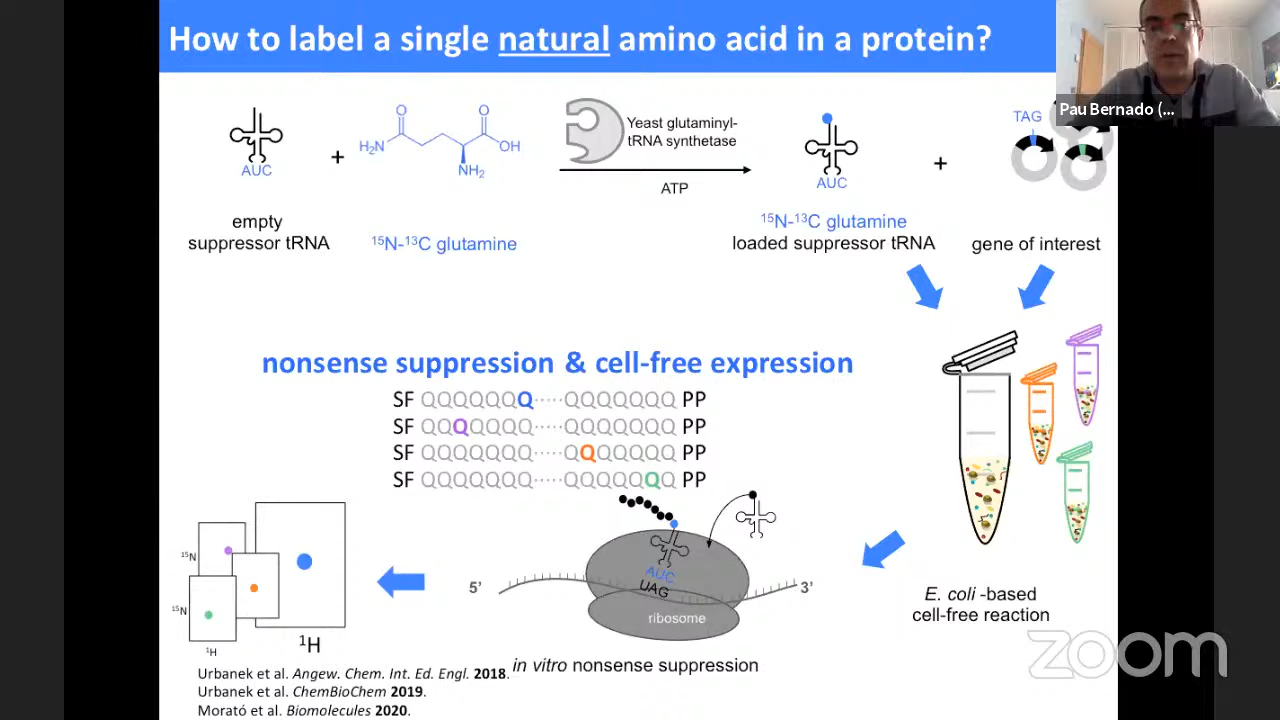 How to label a single natural amino acid in a protein?
Pau Bernado (...
TAG
O
O
H₂N
OH
NH₂
AUC
+
Yeast glutaminyl-
tRNA synthetase
ATP
AUC
+
empty
suppressor tRNA
¹⁵N-¹³C glutamine
¹⁵N-¹³C glutamine
loaded suppressor tRNA
gene of interest
nonsense suppression & cell-free expression
SF QQQQQQQ·····QQQQQQQ PP
SF QQQQQQQ·····QQQQQQQ PP
SF QQQQQQQ·····QQQQQQQ PP
SF QQQQQQQ·····QQQQQQQ PP
¹⁵N
¹⁵N
¹H
¹H
5’
AUC
UAG
3’
ribosome
in vitro nonsense suppression
E. coli -based
cell-free reaction
zoom
Urbanek et al. Angew. Chem. Int. Ed. Engl. 2018.
Urbanek et al. ChemBioChem 2019.
Morató et al. Biomolecules 2020.